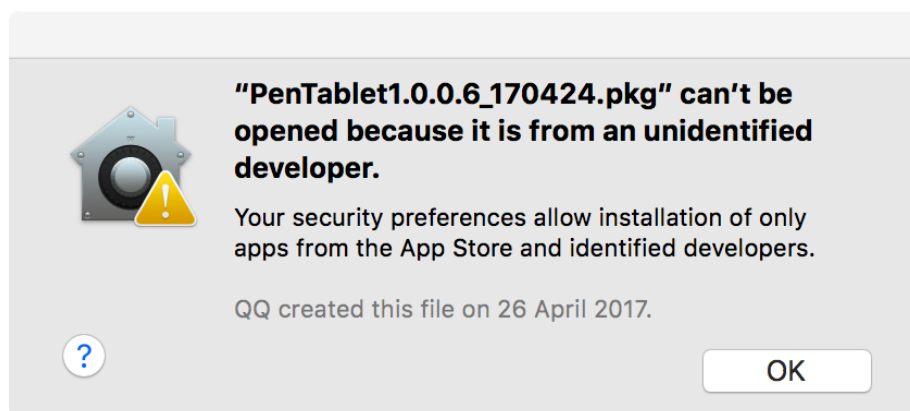 “PenTablet1.0.0.6_170424.pkg” can’t be
opened because it is from an unidentified
developer.
Your security preferences allow installation of only
apps from the App Store and identified developers.
QQ created this file on 26 April 2017.
?
OK